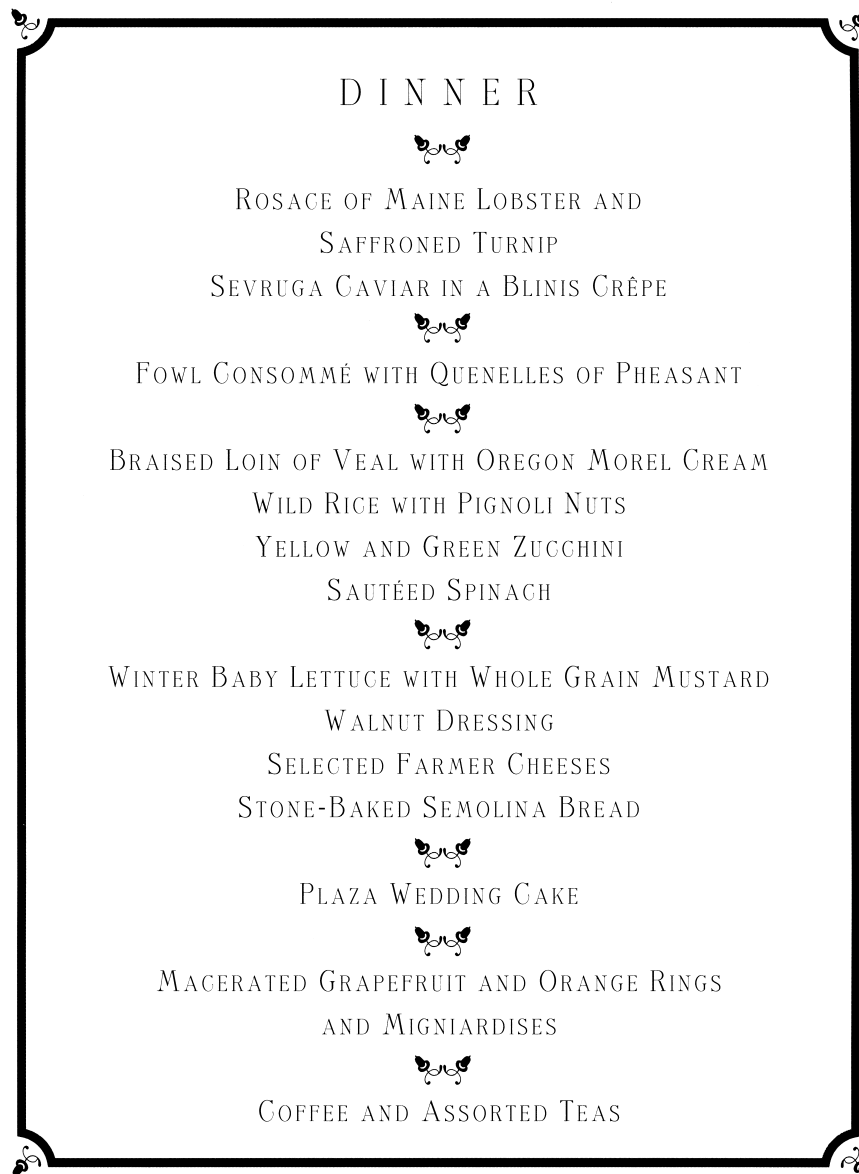 DINNER
ROSACE OF MAINE LOBSTER AND
SAFFRONED TURNIP
SEVRUGA CAVIAR IN A BLINIS CRÊPE
FOWL CONSOMMÉ WITH QUENELLES OF PHEASANT
BRAISED LOIN OF VEAL WITH OREGON MOREL CREAM
WILD RICE WITH PIGNOLI NUTS
YELLOW AND GREEN ZUCCHINI
SAUTÉED SPINACH
WINTER BABY LETTUCE WITH WHOLE GRAIN MUSTARD
WALNUT DRESSING
SELECTED FARMER CHEESES
STONE-BAKED SEMOLINA BREAD
PLAZA WEDDING CAKE
MACERATED GRAPEFRUIT AND ORANGE RINGS
AND MIGNIARDISES
COFFEE AND ASSORTED TEAS